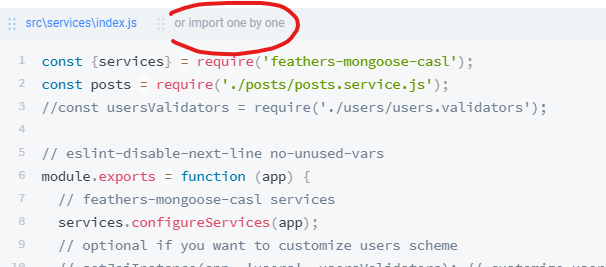 src\services\index.js or import one by one
1 const {services} = require('feathers-mongoose-casl');
2 const posts = require('./posts/posts.service.js');
3 //const usersValidators = require('./users/users.validators');
4
5 // eslint-disable-next-line no-unused-vars
6 module.exports = function (app) {
7 // feathers-mongoose-casl services
8 services.configureServices(app);
9 // optional if you want to customize users scheme